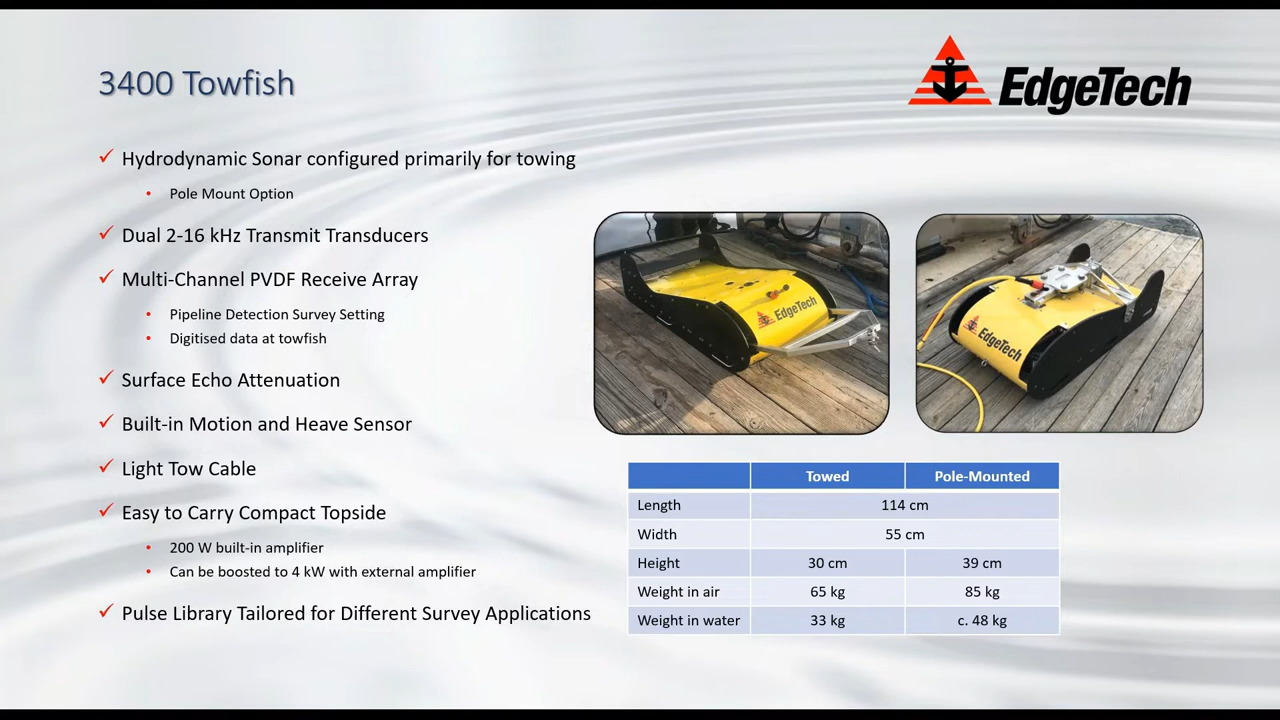 3400 Towfish
EdgeTech
✓ Hydrodynamic Sonar configured primarily for towing
• Pole Mount Option
✓ Dual 2-16 kHz Transmit Transducers
✓ Multi-Channel PVDF Receive Array
• Pipeline Detection Survey Setting
• Digitised data at towfish
✓ Surface Echo Attenuation
✓ Built-in Motion and Heave Sensor
✓ Light Tow Cable
✓ Easy to Carry Compact Topside
• 200 W built-in amplifier
• Can be boosted to 4 kW with external amplifier
✓ Pulse Library Tailored for Different Survey Applications
EdgeTech
EdgeTech
Towed Pole-Mounted
Length 114 cm
Width 55 cm
Height 30 cm 39 cm
Weight in air 65 kg 85 kg
Weight in water 33 kg c. 48 kg